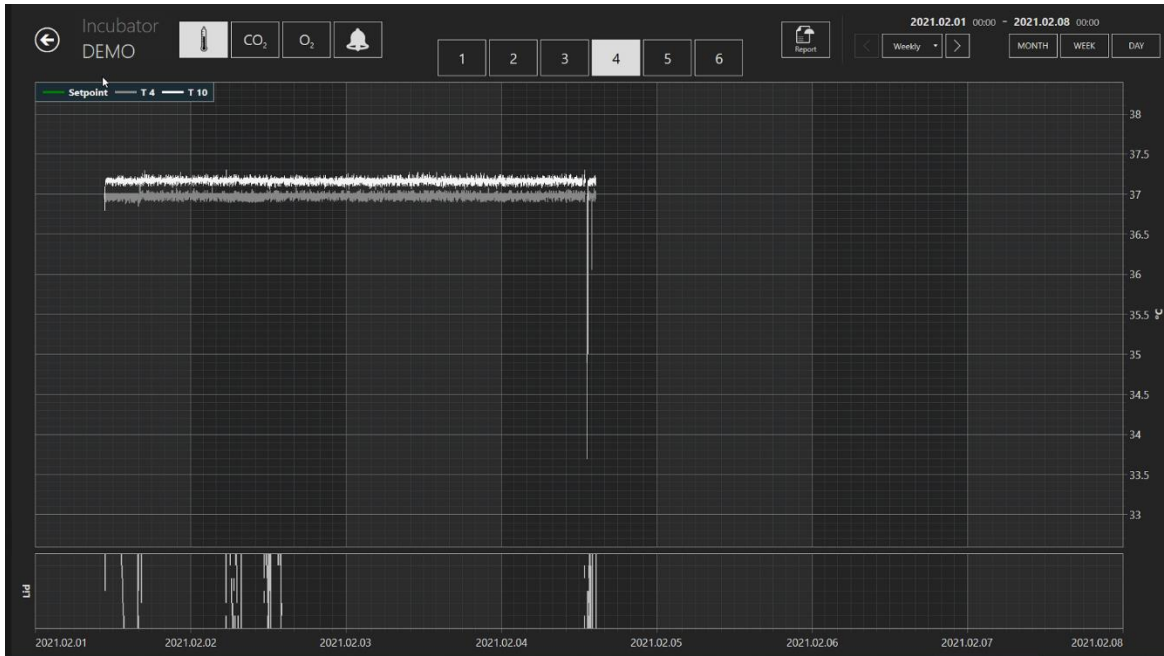 Incubator
DEMO
CO₂
O₂
1 2 3 4 5 6
Report
Weekly
2021.02.01 00:00 - 2021.02.08 00:00
MONTH WEEK DAY
Setpoint T 4 T 10
38
37.5
37
36.5
36
35.5
35
34.5
34
33.5
33
°C
Lid
2021.02.01 2021.02.02 2021.02.03 2021.02.04 2021.02.05 2021.02.06 2021.02.07 2021.02.08